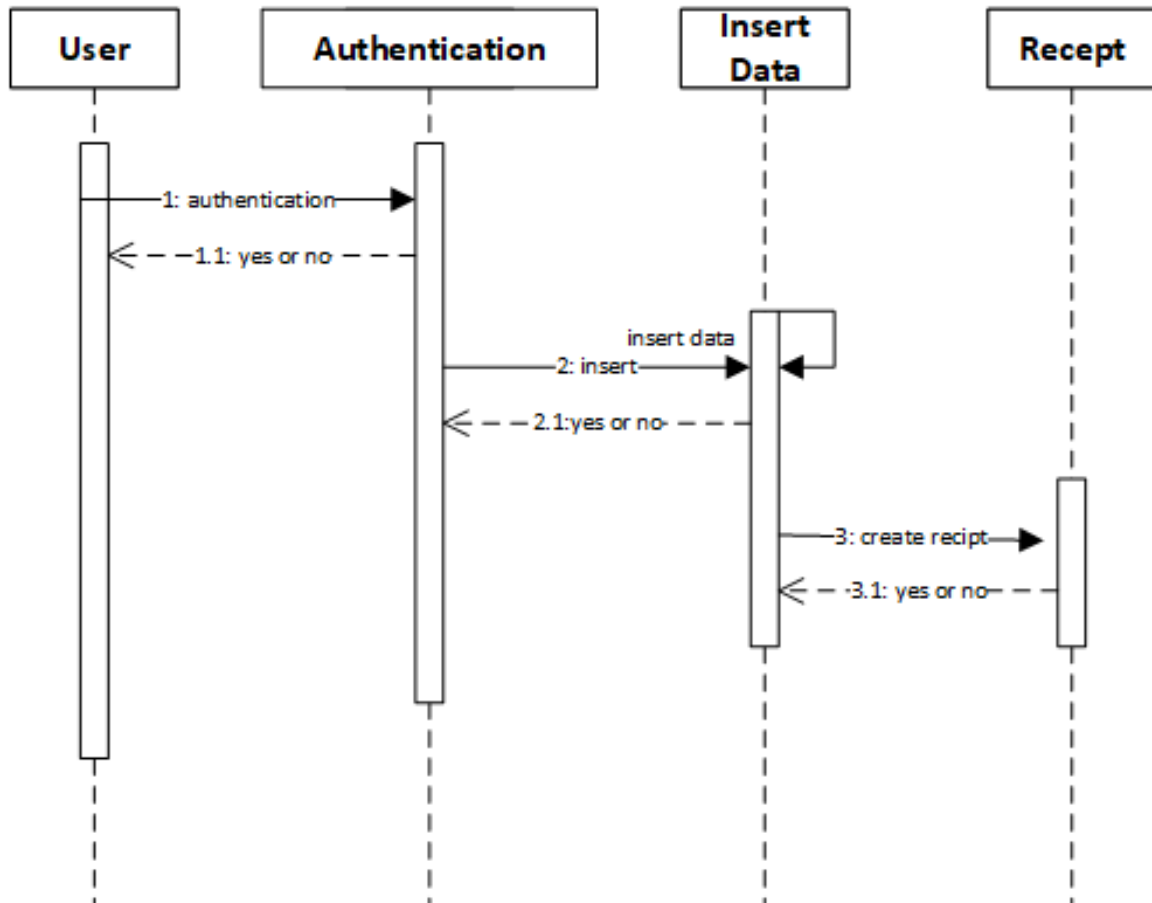 User
Authentication
Insert
Data
Recept
1: authentication
1.1: yes or no
insert data
2: insert
2.1:yes or no
3: create recipt
3.1: yes or no